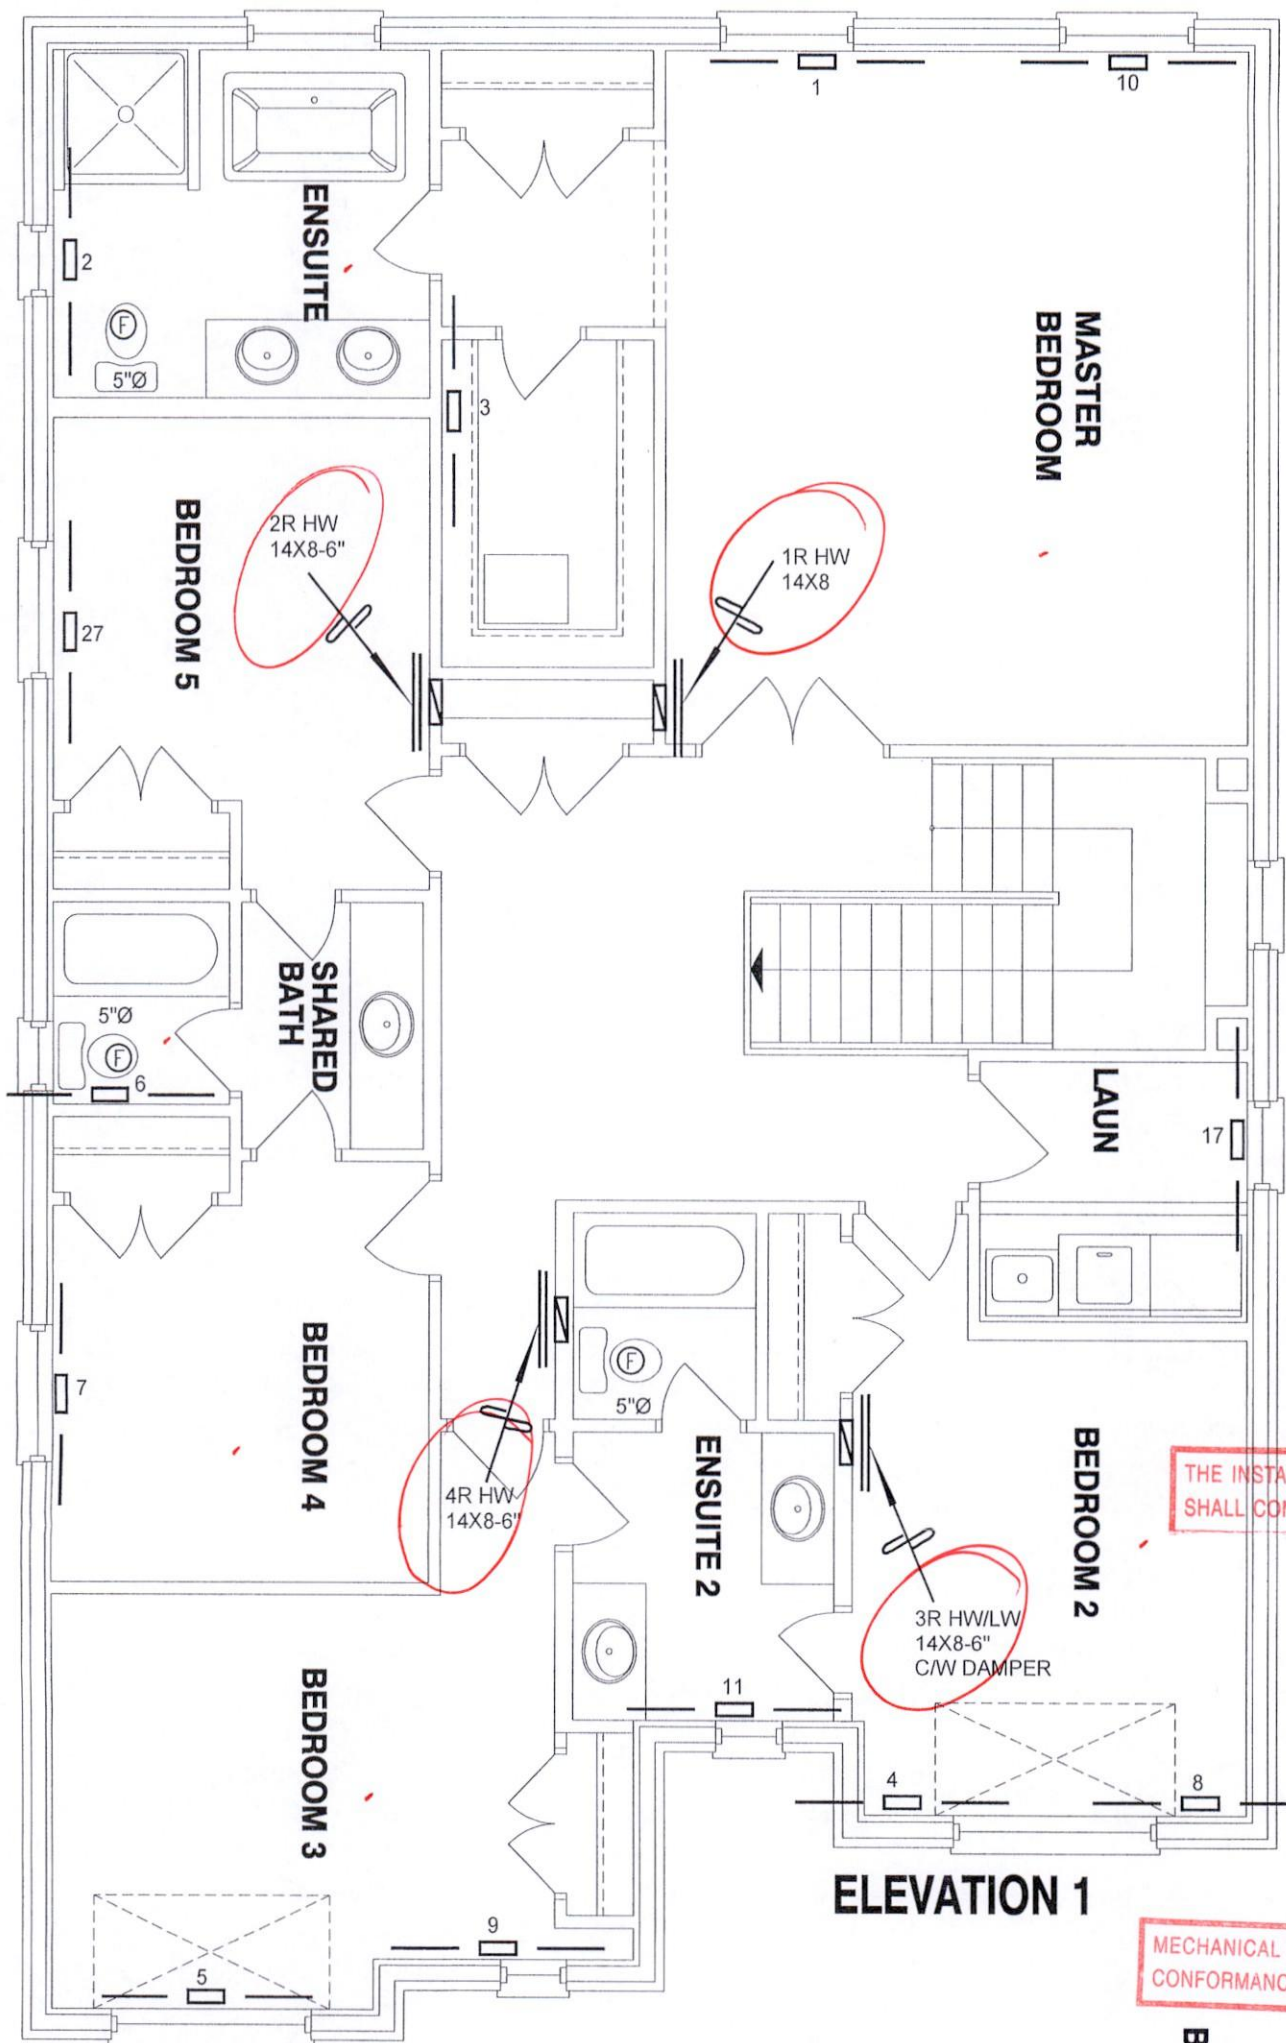 1
10
ENSUITE
2
F
5"Ø
3
MASTER
BEDROOM
BEDROOM 5
2R HW
14X8-6"
1R HW
14X8
27
SHARED
BATH
5"Ø
F
6
LAUN
17
BEDROOM 4
7
F
5"Ø
4R HW
14X8-6"
ENSUITE 2
BEDROOM 2
THE INSTA
SHALL CON
3R HW/LW
14X8-6"
C/W DAMPER
11
BEDROOM 3
4
8
ELEVATION 1
9
5
MECHANICAL
CONFORMANC
B